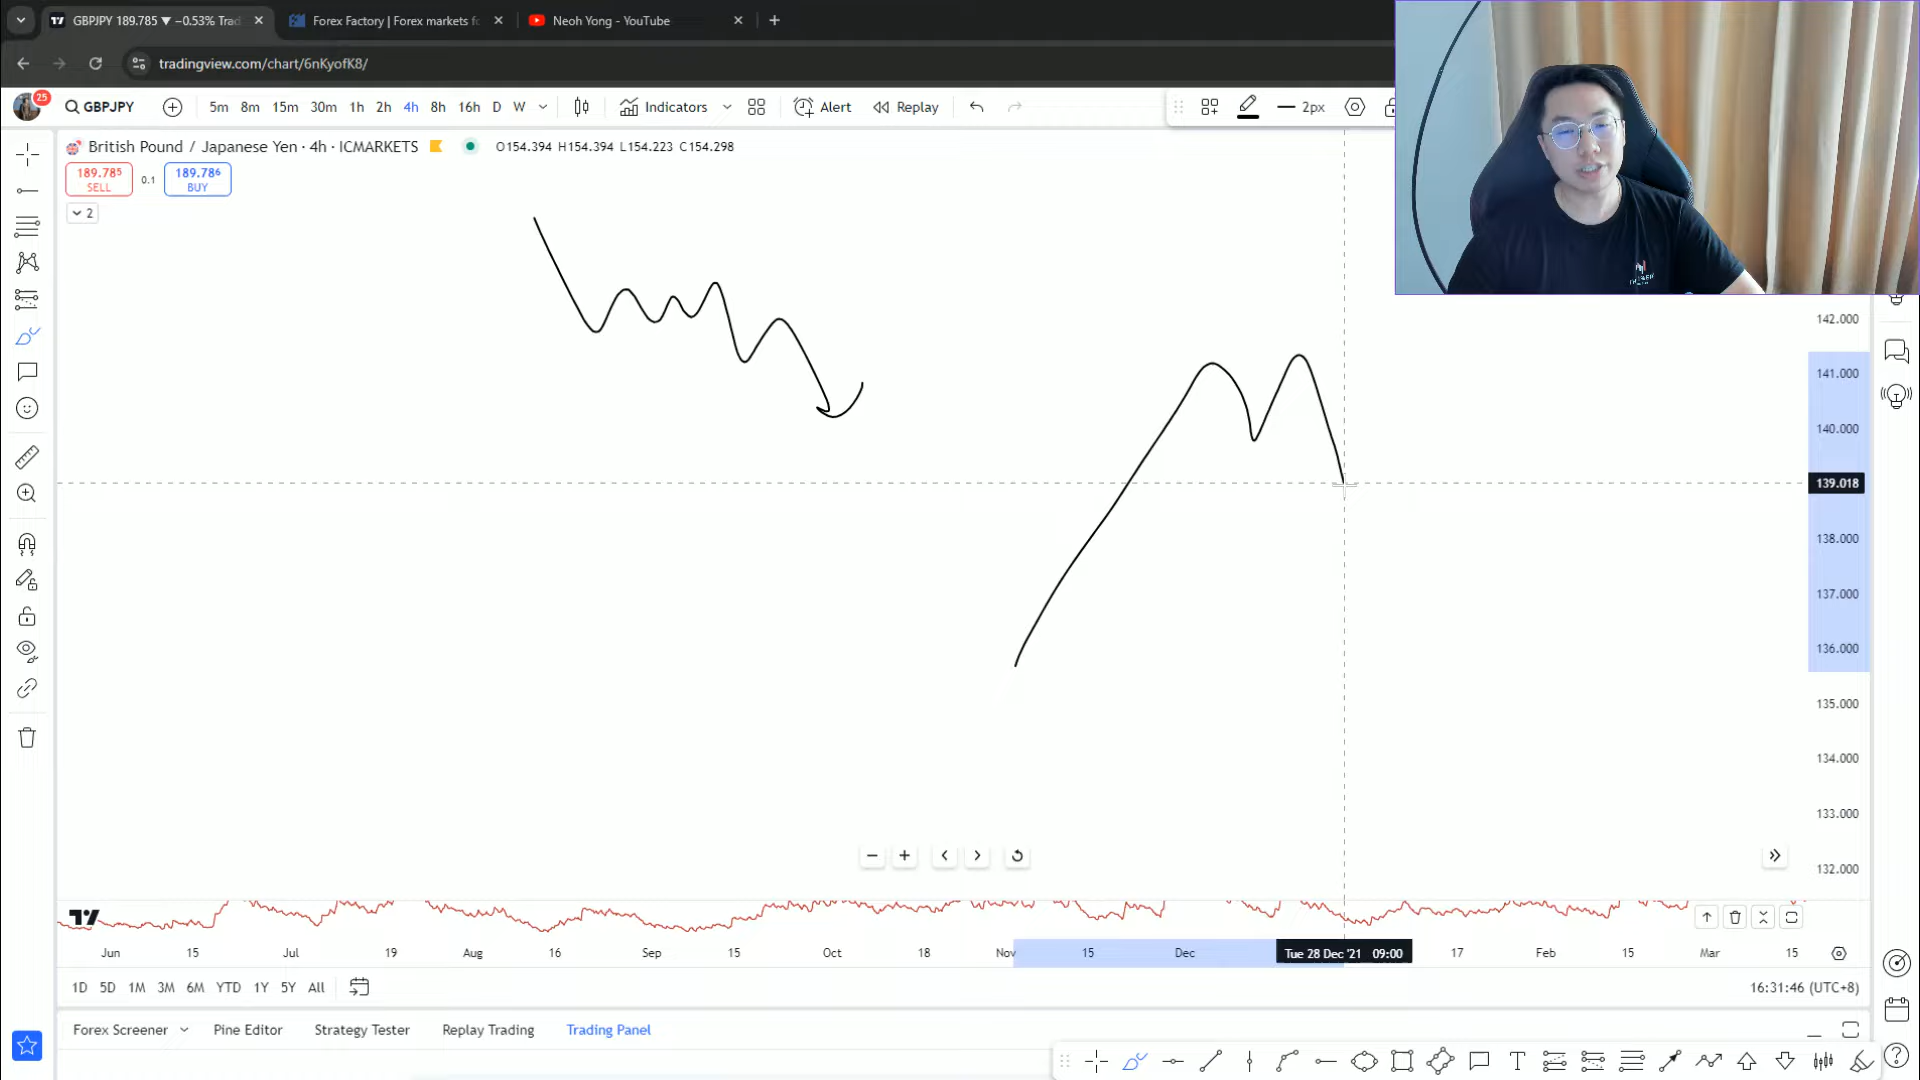 GBPJPY 189.785 ▼ −0.53% Trad
Forex Factory | Forex markets fo
Neoh Yong - YouTube
tradingview.com/chart/6nKyofK8/
25
GBPJPY
5m 8m 15m 30m 1h 2h 4h 8h 16h D W
Indicators
Alert
Replay
2px
British Pound / Japanese Yen · 4h · ICMARKETS
O154.394 H154.394 L154.223 C154.298
189.785 SELL
0.1
189.786 BUY
2
142.000
141.000
140.000
139.018
138.000
137.000
136.000
135.000
134.000
133.000
132.000
Jun 15 Jul 19 Aug 16 Sep 15 Oct 18 Nov 15 Dec Tue 28 Dec '21 09:00 17 Feb 15 Mar 15
1D 5D 1M 3M 6M YTD 1Y 5Y All
16:31:46 (UTC+8)
Forex Screener Pine Editor Strategy Tester Replay Trading Trading Panel